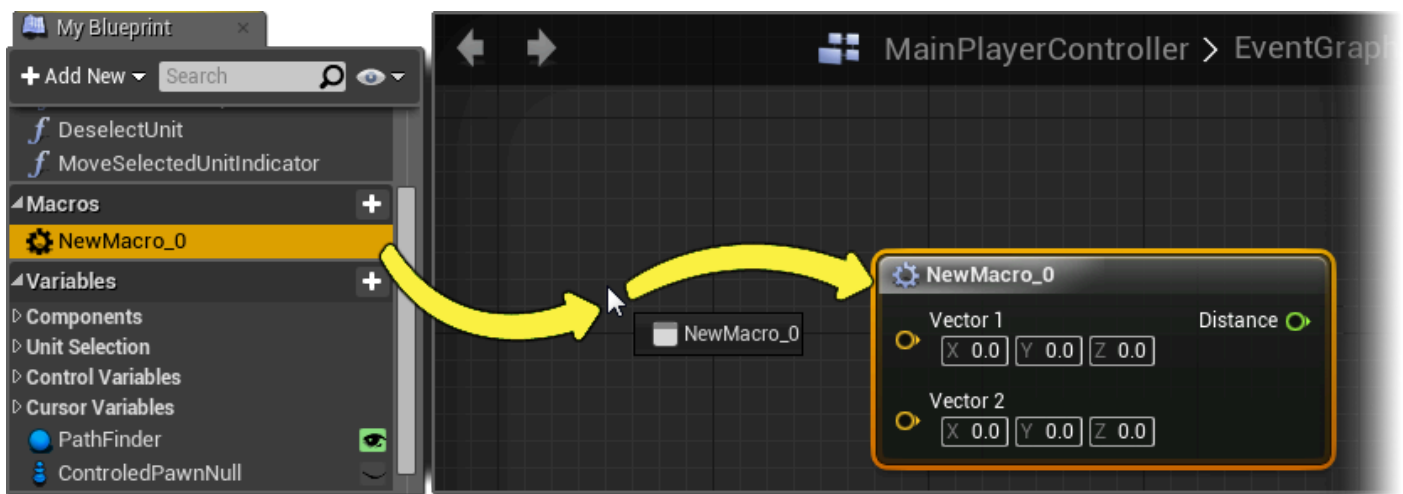 My Blueprint
Add New
Search
DeselectUnit
MoveSelectedUnitIndicator
Macros
NewMacro_0
Variables
Components
Unit Selection
Control Variables
Cursor Variables
PathFinder
ControledPawnNull
MainPlayerController > EventGraph
NewMacro_0
NewMacro_0
Vector 1
Distance
X 0.0 Y 0.0 Z 0.0
Vector 2
X 0.0 Y 0.0 Z 0.0